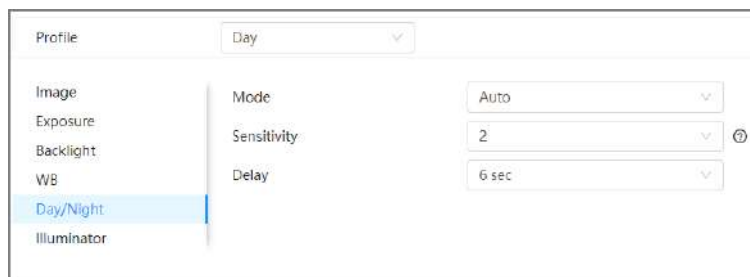 Profile Day
Image
Exposure
Backlight
WB
Day/Night
Illuminator
Mode Auto
Sensitivity 2
Delay 6 sec